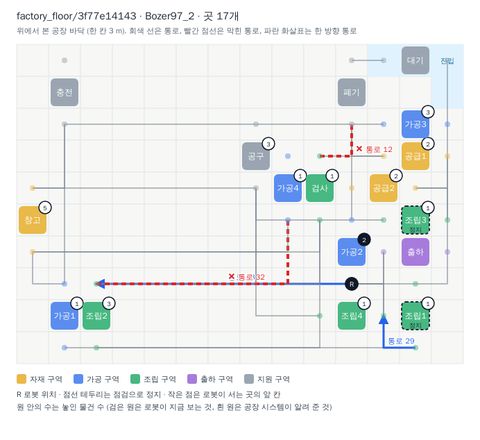 factory_floor/3f77e14143 · Bozer97_2 · 곳 17개
위에서 본 공장 바닥 (한 칸 3 m). 회색 선은 통로, 빨간 점선은 막힌 통로, 파란 화살표는 한 방향 통로
대기
진입
충전
폐기
3
가공3
✕ 통로 12
2
공급1
3
공구
1
가공4
1
검사
2
공급2
5
창고
1
조립3
정지
2
가공2
출하
✕ 통로 32
R
1
가공1
3
조립2
1
조립4
1
조립1
정지
통로 29
자재 구역 가공 구역 조립 구역 출하 구역 지원 구역
R 로봇 위치 · 점선 테두리는 점검으로 정지 · 작은 점은 로봇이 서는 곳의 앞 칸
원 안의 수는 놓인 물건 수 (검은 원은 로봇이 지금 보는 것, 흰 원은 공장 시스템이 알려 준 것)